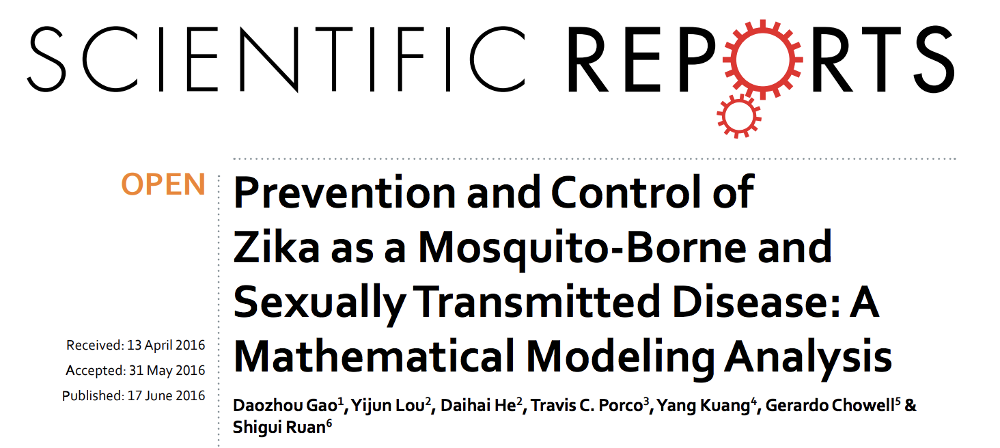 SCIENTIFIC REPORTS
OPEN
Prevention and Control of
Zika as a Mosquito-Borne and
Sexually Transmitted Disease: A
Mathematical Modeling Analysis
Received: 13 April 2016
Accepted: 31 May 2016
Published: 17 June 2016
Daozhou Gao1, Yijun Lou2, Daihai He2, Travis C. Porco3, Yang Kuang4, Gerardo Chowell5 &
Shigui Ruan6